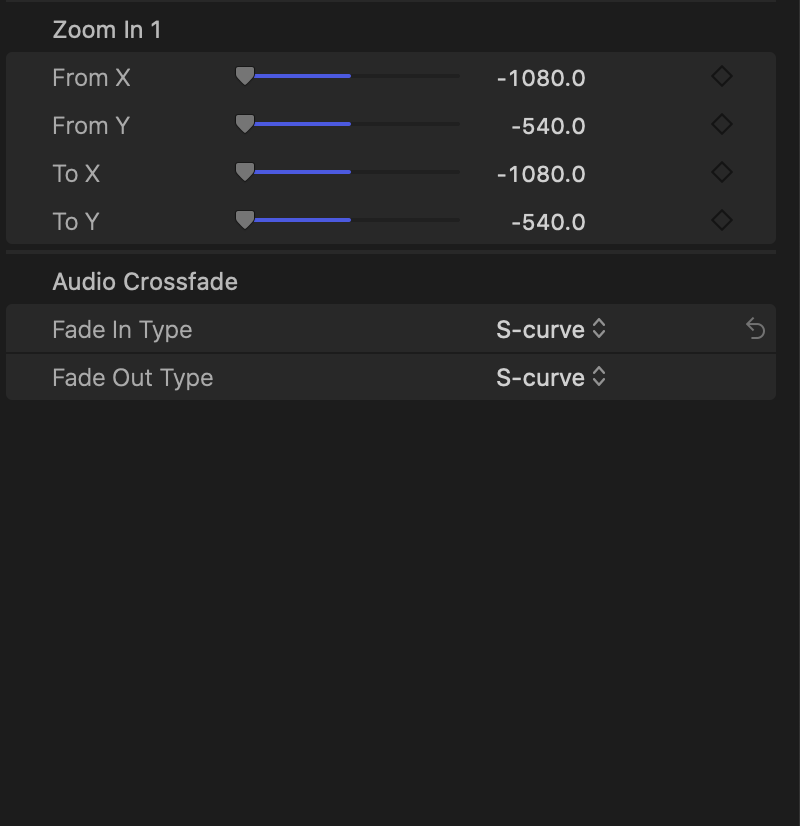 Zoom In 1
From X -1080.0
From Y -540.0
To X -1080.0
To Y -540.0
Audio Crossfade
Fade In Type S-curve
Fade Out Type S-curve